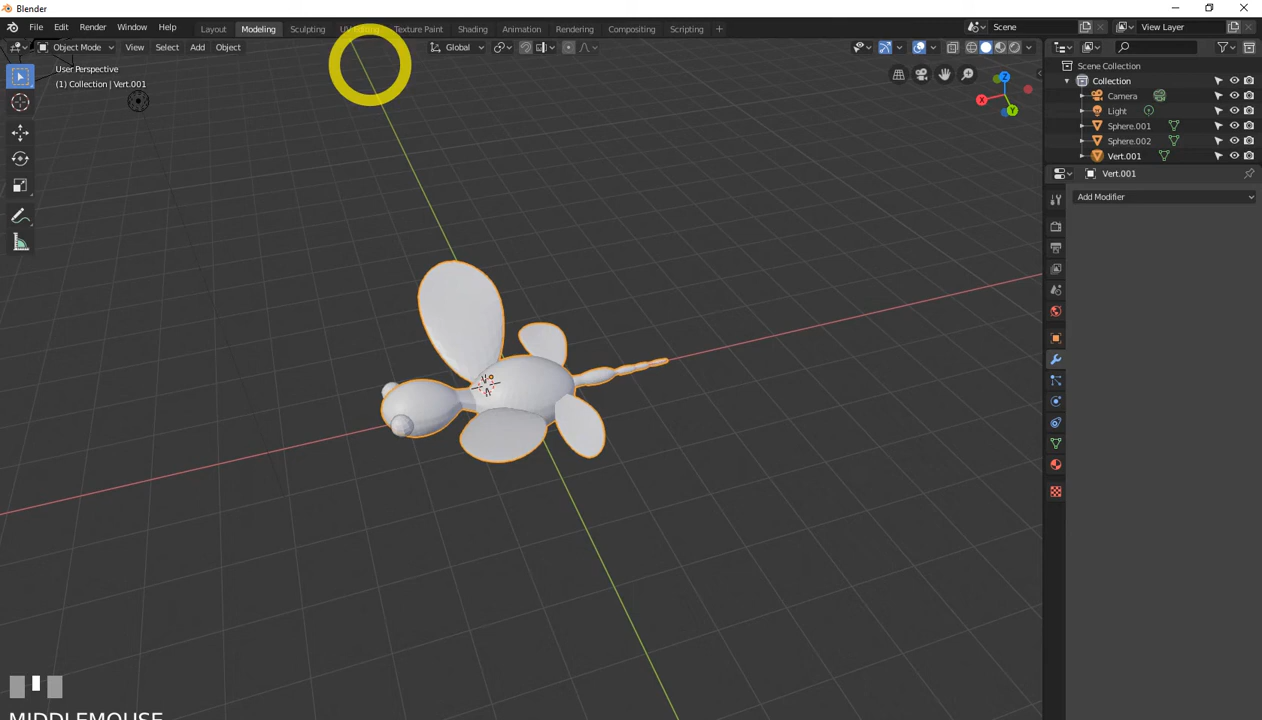 Blender
File Edit Render Window Help
Layout Modeling Sculpting UV Editing Texture Paint Shading Animation Rendering Compositing Scripting +
Scene
View Layer
Object Mode View Select Add Object
Global
User Perspective
(1) Collection | Vert.001
X
Y
Z
Scene Collection
Collection
Camera
Light
Sphere.001
Sphere.002
Vert.001
Vert.001
Add Modifier
MIDDLEMOUSE